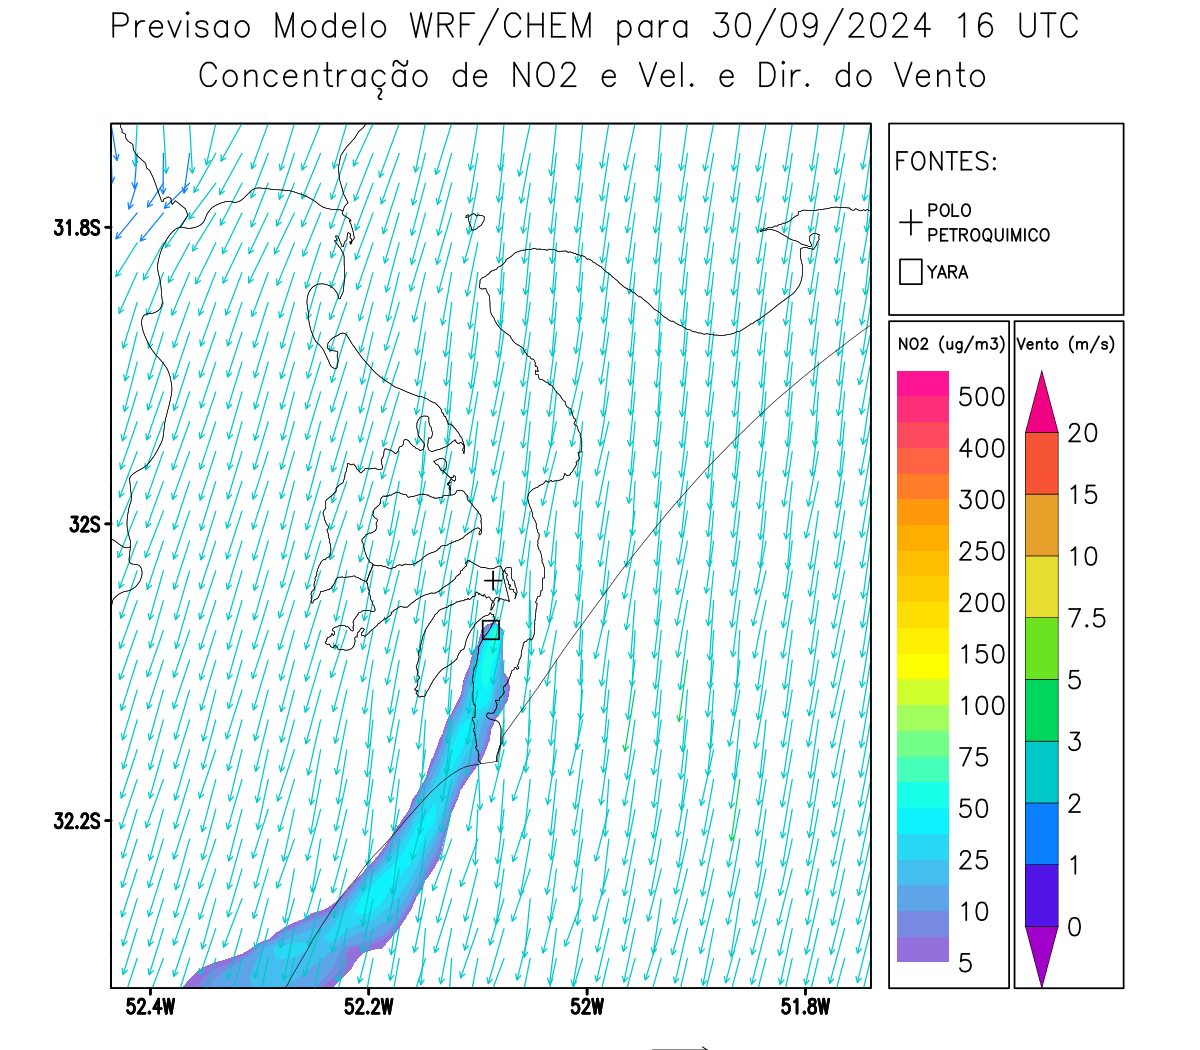 Previsao Modelo WRF/CHEM para 30/09/2024 16 UTC
Concentração de NO2 e Vel. e Dir. do Vento
FONTES:
POLO
PETROQUIMICO
YARA
31.8S
32S
32.2S
52.4W
52.2W
52W
51.8W
NO2 (ug/m3)
500
400
300
250
200
150
100
75
50
25
10
5
Vento (m/s)
20
15
10
7.5
5
3
2
1
0